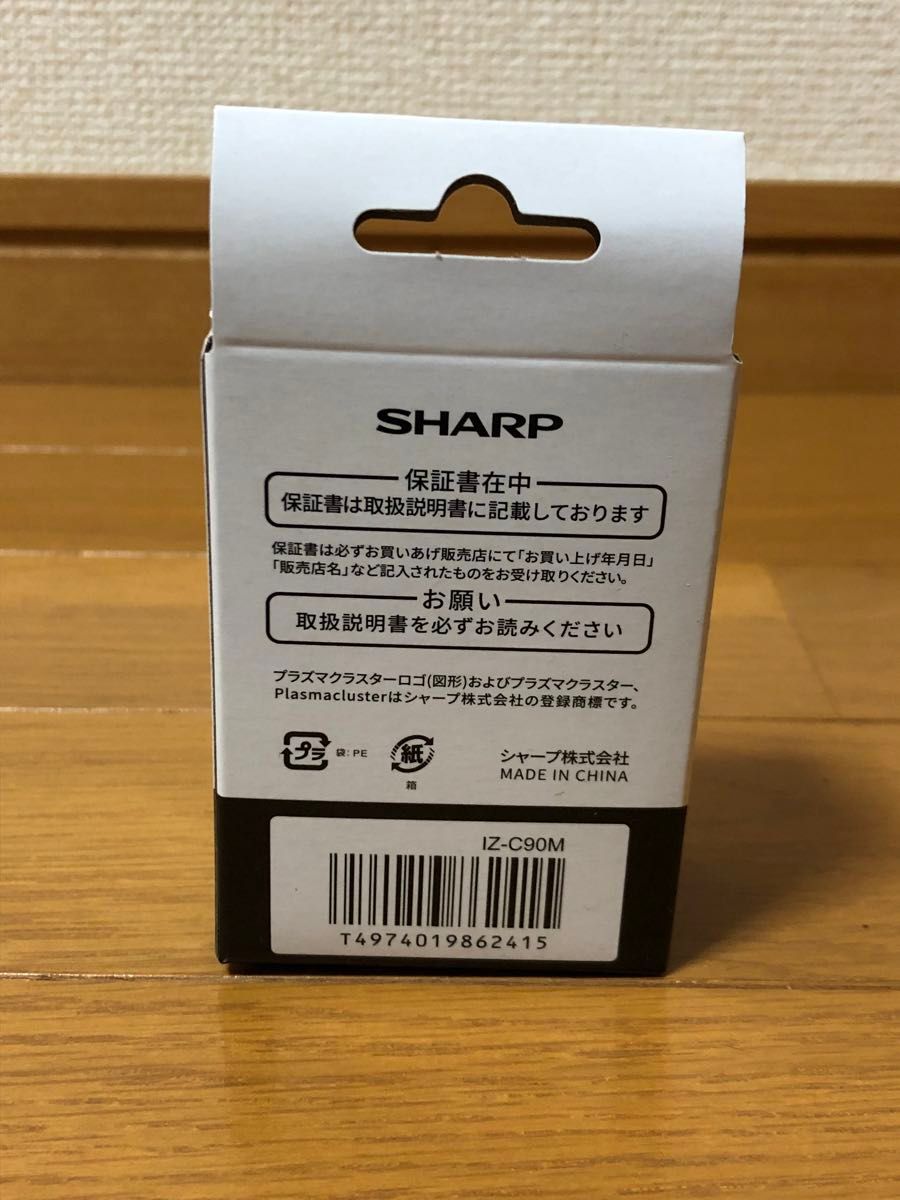 SHARP
保証書在中
保証書は取扱説明書に記載しております
保証書は必ずお買いあげ販売店にて「お買い上げ年月日」
「販売店名」など記入されたものをお受け取りください。
お願い
取扱説明書を必ずお読みください
プラズマクラスターロゴ(図形)およびプラズマクラスター、
Plasmaclusterはシャープ株式会社の登録商標です。
プラ 袋:PE
紙
箱
シャープ株式会社
MADE IN CHINA
IZ-C90M
T4974019862415